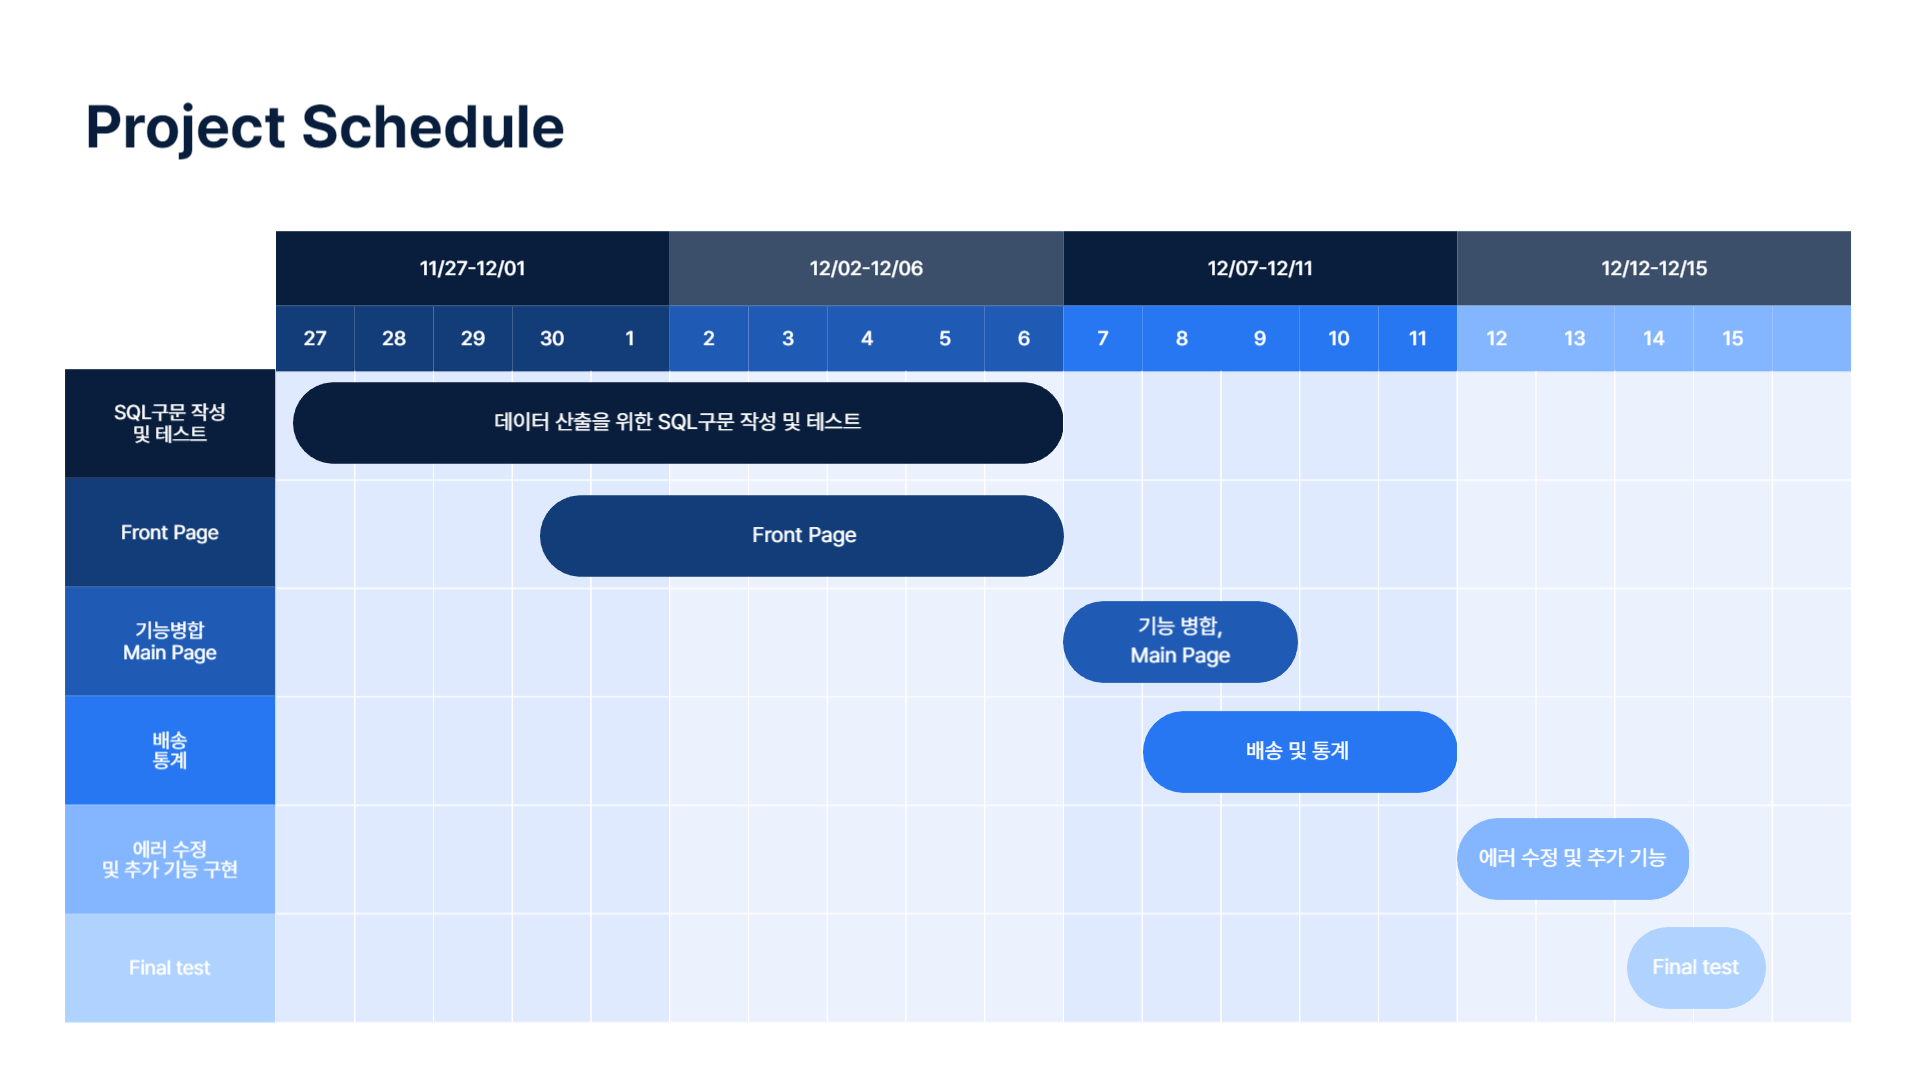 Project Schedule
11/27-12/01 12/02-12/06 12/07-12/11 12/12-12/15
27 28 29 30 1 2 3 4 5 6 7 8 9 10 11 12 13 14 15
SQL구문 작성
및 테스트
데이터 산출을 위한 SQL구문 작성 및 테스트
Front Page
Front Page
기능병합
Main Page
기능 병합,
Main Page
배송
통계
배송 및 통계
에러 수정
및 추가 기능 구현
에러 수정 및 추가 기능
Final test
Final test